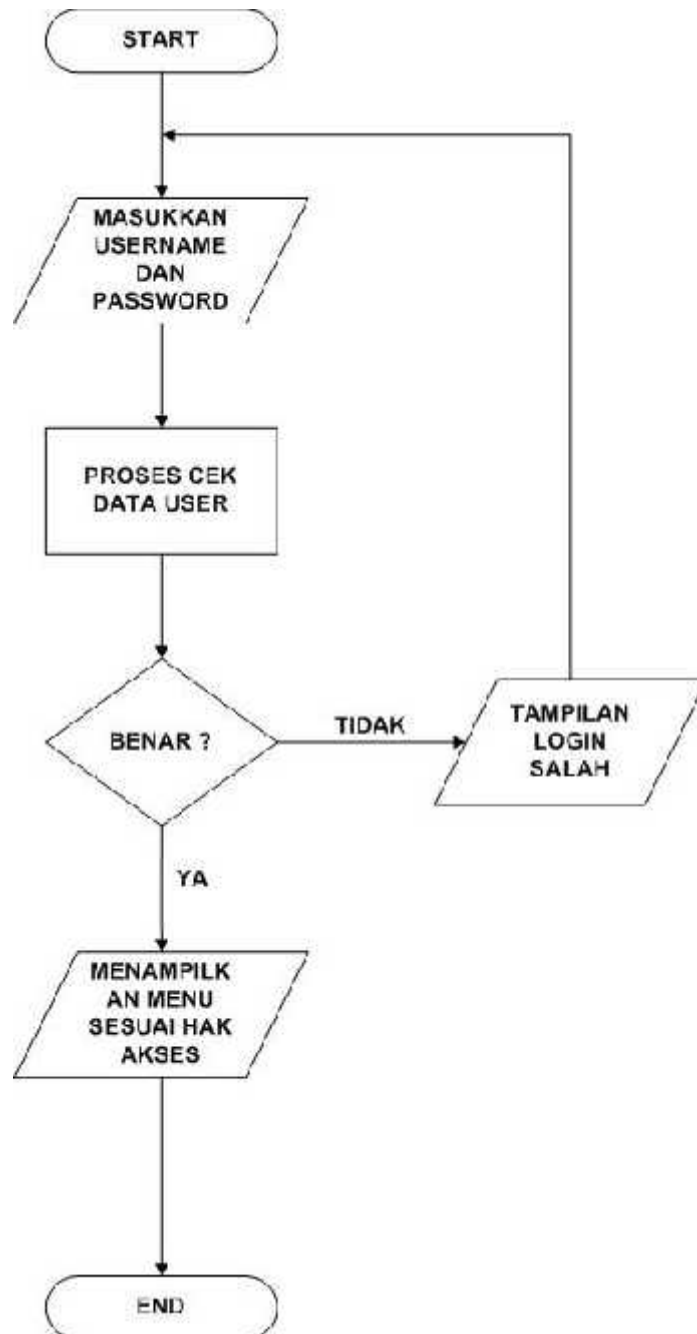 START
MASUKKAN
USERNAME
DAN
PASSWORD
PROSES CEK
DATA USER
BENAR ?
TIDAK
TAMPILAN
LOGIN
SALAH
YA
MENAMPILK
AN MENU
SESUAI HAK
AKSES
END